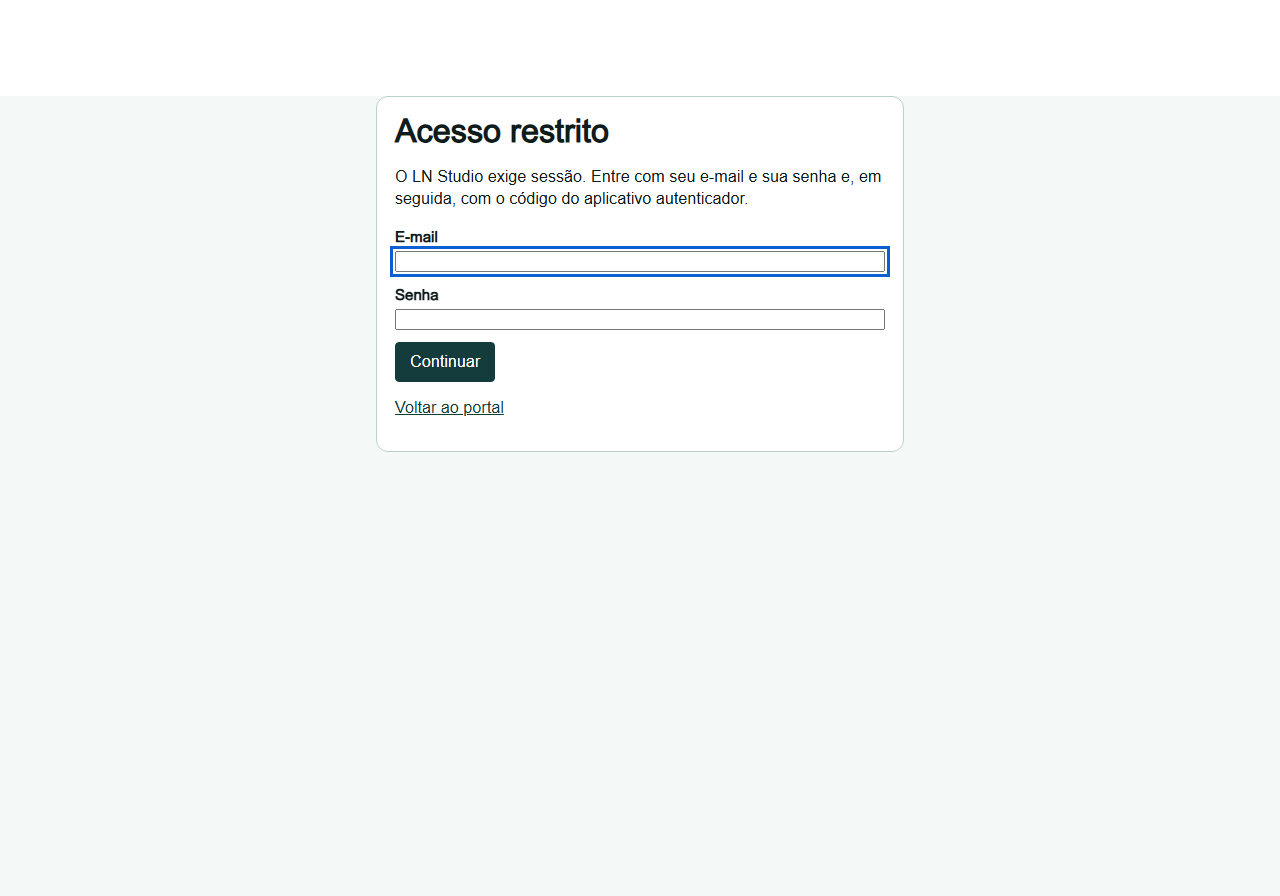 Acesso restrito
O LN Studio exige sessão. Entre com seu e-mail e sua senha e, em
seguida, com o código do aplicativo autenticador.
E-mail
Senha
Continuar
Voltar ao portal